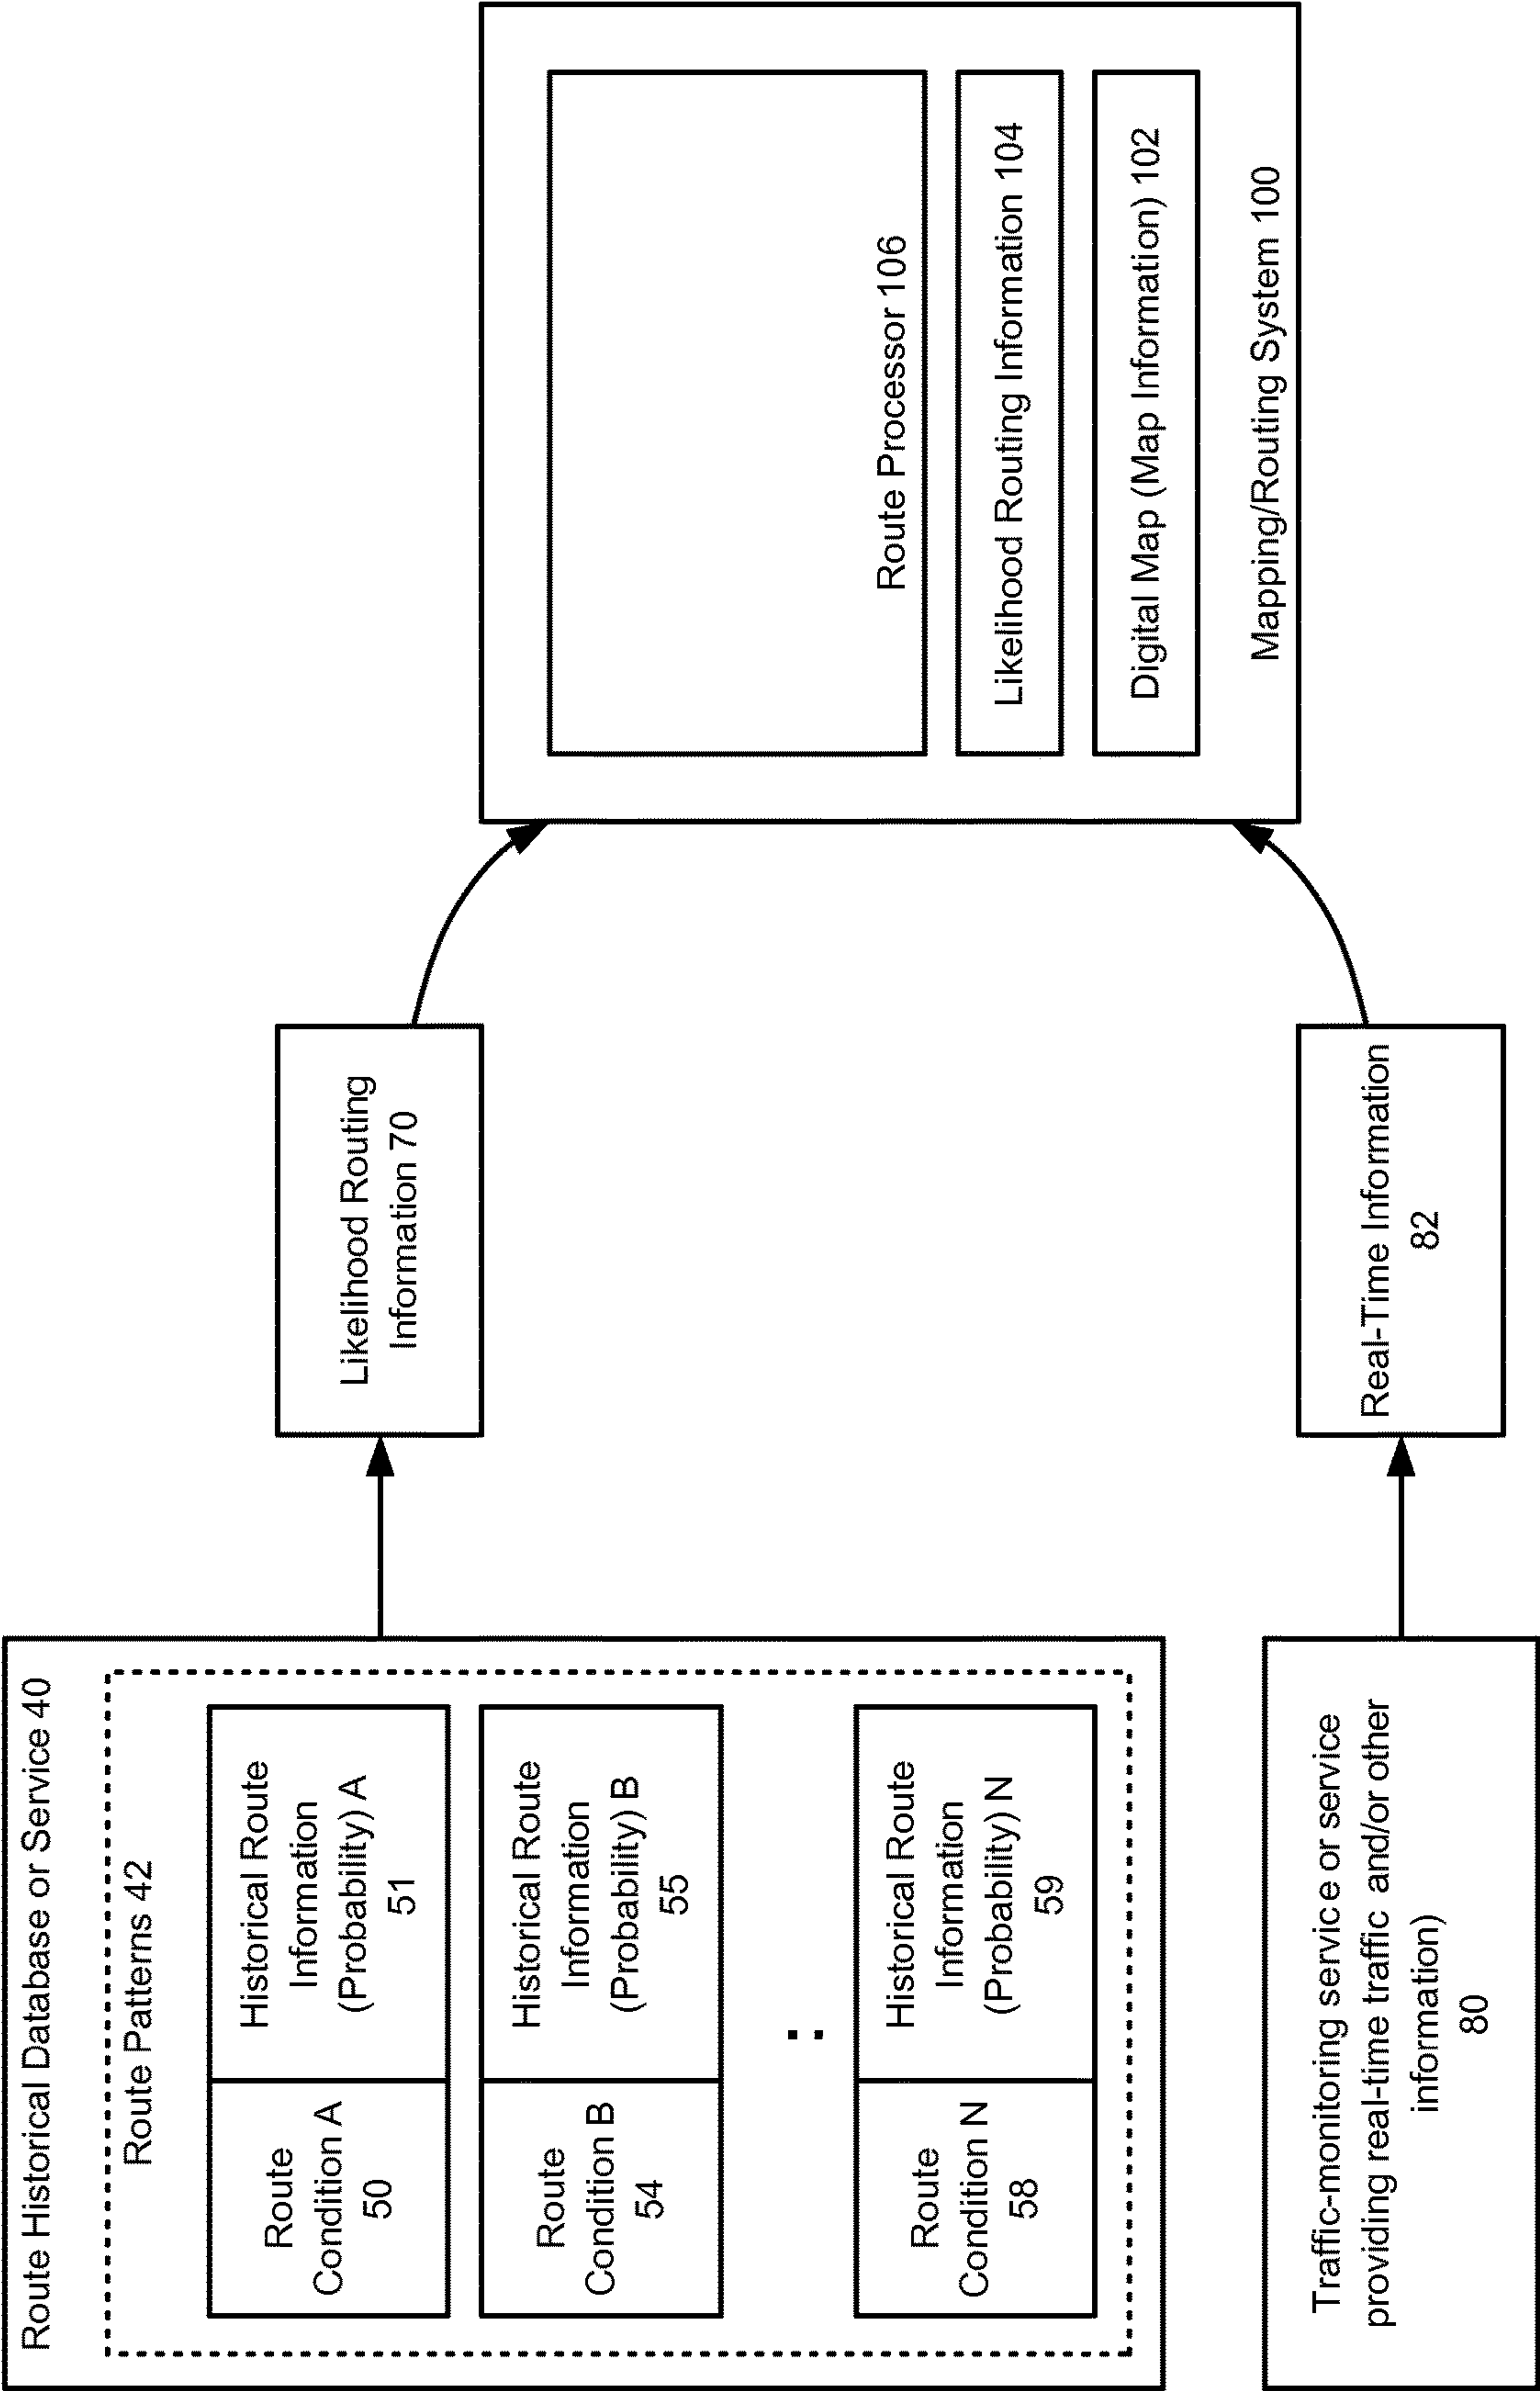 Route Historical Database or Service 40
Route Patterns 42
Route
Condition A
50
Historical Route
Information
(Probability) A
51
Route
Condition B
54
Historical Route
Information
(Probability) B
55
Route
Condition N
58
Historical Route
Information
(Probability) N
59
Traffic-monitoring service or service
providing real-time traffic and/or other
information)
80
Likelihood Routing
Information 70
Real-Time Information
82
Route Processor 106
Likelihood Routing Information 104
Digital Map (Map Information) 102
Mapping/Routing System 100